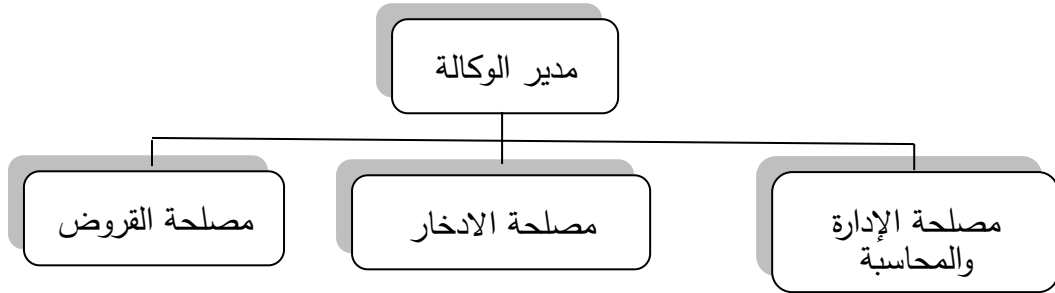 مدير الوكالة
مصلحة الإدارة
والمحاسبة
مصلحة الادخار
مصلحة القروض